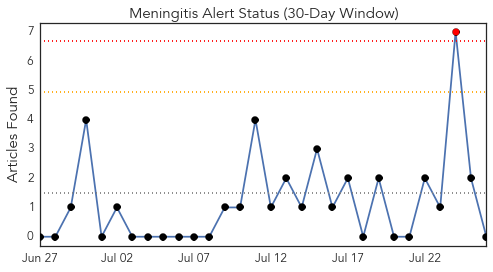 Meningitis Alert Status (30-Day Window)
Articles Found
7
6
5
4
3
2
1
0
Jun 27
Jul 02
Jul 07
Jul 12
Jul 17
Jul 22